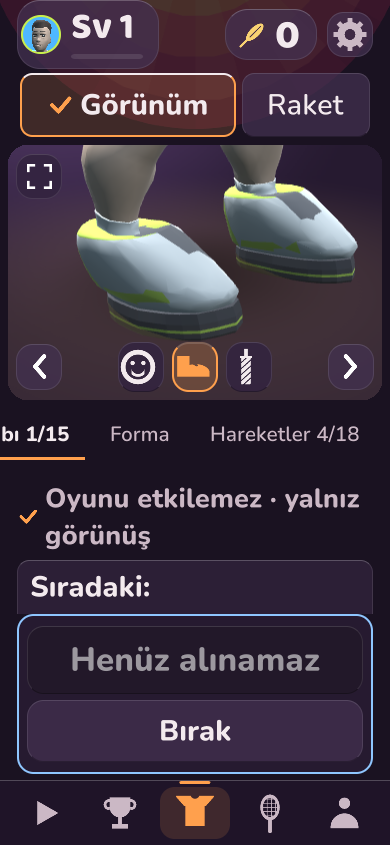 Sv 1
0
Görünüm
Raket
bı 1/15
Forma
Hareketler 4/18
Oyunu etkilemez · yalnız
görünüş
Sıradaki:
Henüz alınamaz
Bırak